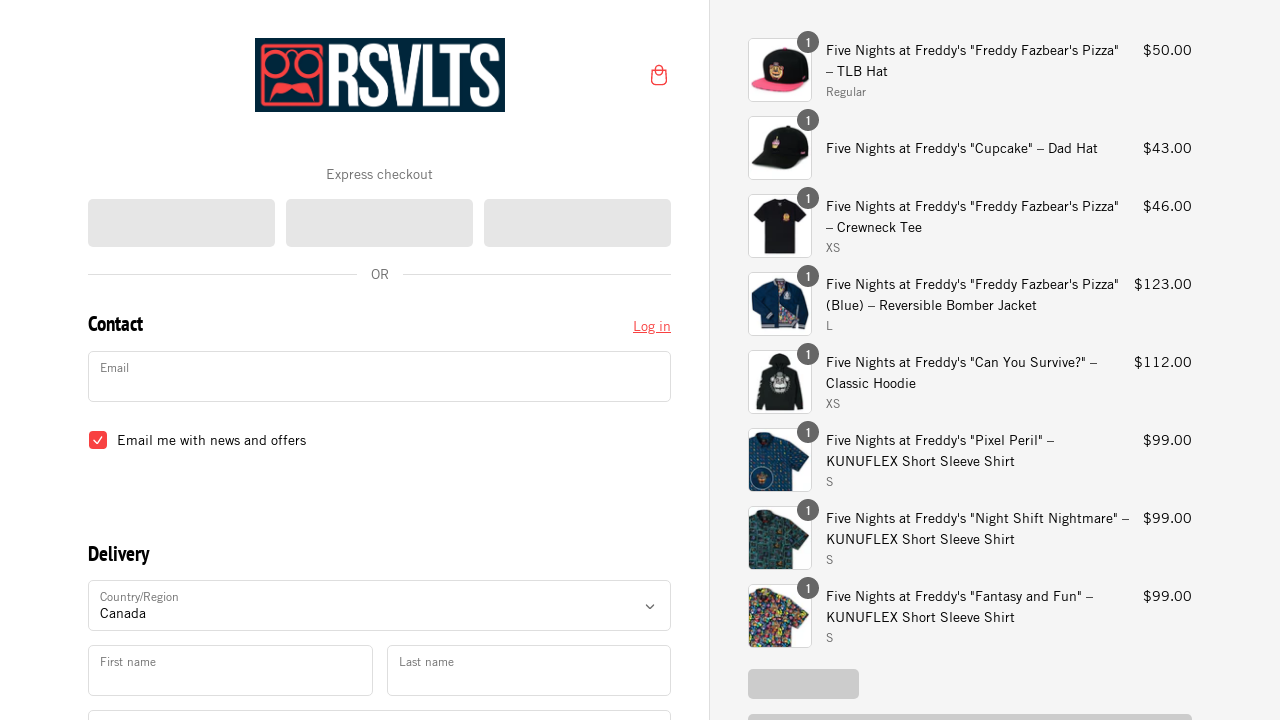 RSVLTS
Express checkout
OR
Contact
Log in
Email
Email me with news and offers
Delivery
Country/Region
Canada
First name
Last name
1
Five Nights at Freddy's "Freddy Fazbear's Pizza"
– TLB Hat
Regular
$50.00
1
Five Nights at Freddy's "Cupcake" – Dad Hat
$43.00
1
Five Nights at Freddy's "Freddy Fazbear's Pizza"
– Crewneck Tee
XS
$46.00
1
Five Nights at Freddy's "Freddy Fazbear's Pizza"
(Blue) – Reversible Bomber Jacket
L
$123.00
1
Five Nights at Freddy's "Can You Survive?" –
Classic Hoodie
XS
$112.00
1
Five Nights at Freddy's "Pixel Peril" –
KUNUFLEX Short Sleeve Shirt
S
$99.00
1
Five Nights at Freddy's "Night Shift Nightmare" –
KUNUFLEX Short Sleeve Shirt
S
$99.00
1
Five Nights at Freddy's "Fantasy and Fun" –
KUNUFLEX Short Sleeve Shirt
S
$99.00